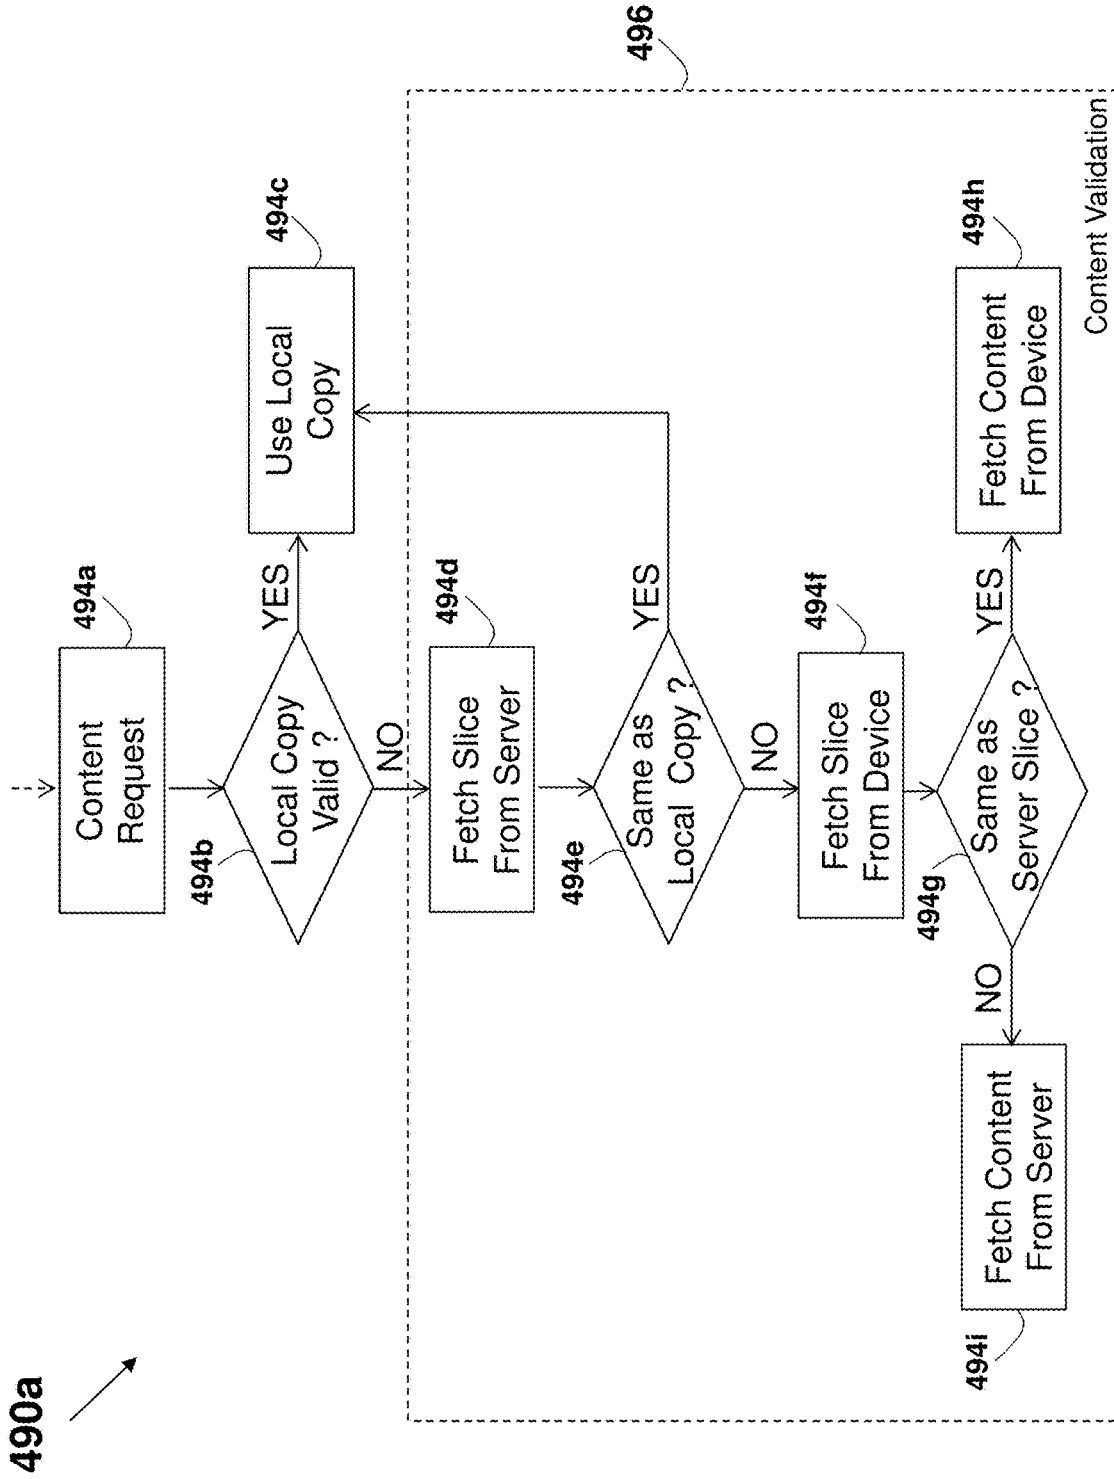 490a
494a
Content
Request
494b
Local Copy
Valid ?
YES
494c
Use Local
Copy
NO
496
494d
Fetch Slice
From Server
494e
Same as
Local Copy ?
YES
NO
494f
Fetch Slice
From Device
494g
Same as
Server Slice ?
YES
494h
Fetch Content
From Device
NO
Fetch Content
From Server
494i
Content Validation